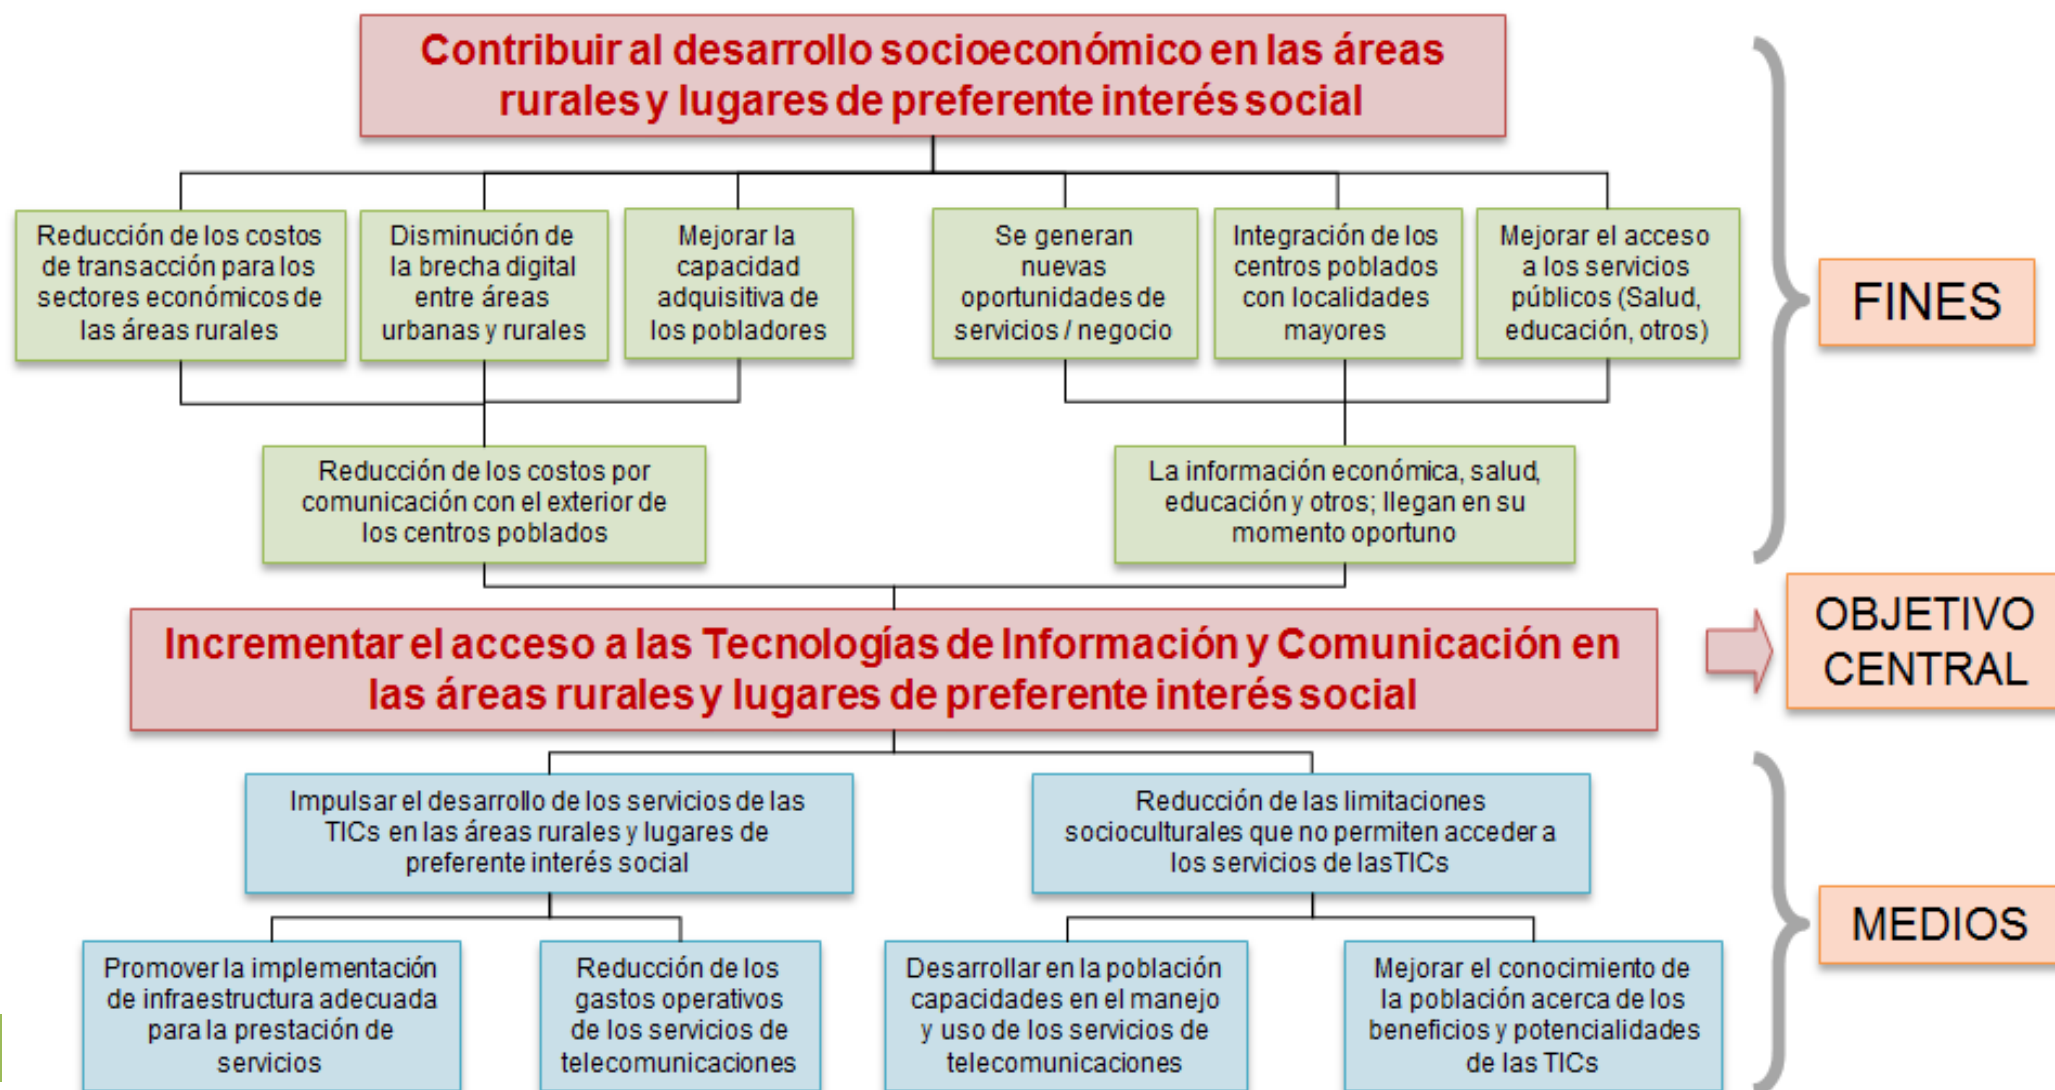 Contribuir al desarrollo socioeconómico en las áreas
rurales y lugares de preferente interés social
Reducción de los costos
de transacción para los
sectores económicos de
las áreas rurales
Disminución de
la brecha digital
entre áreas
urbanas y rurales
Mejorar la
capacidad
adquisitiva de
los pobladores
Se generan
nuevas
oportunidades de
servicios / negocio
Integración de los
centros poblados
con localidades
mayores
Mejorar el acceso
a los servicios
públicos (Salud,
educación, otros)
FINES
Reducción de los costos por
comunicación con el exterior de
los centros poblados
La información económica, salud,
educación y otros; llegan en su
momento oportuno
Incrementar el acceso a las Tecnologías de Información y Comunicación en
las áreas rurales y lugares de preferente interés social
OBJETIVO
CENTRAL
Impulsar el desarrollo de los servicios de las
TICs en las áreas rurales y lugares de
preferente interés social
Reducción de las limitaciones
socioculturales que no permiten acceder a
los servicios de lasTICs
MEDIOS
Promover la implementación
de infraestructura adecuada
para la prestación de
servicios
Reducción de los
gastos operativos
de los servicios de
telecomunicaciones
Desarrollar en la población
capacidades en el manejo
y uso de los servicios de
telecomunicaciones
Mejorar el conocimiento de
la población acerca de los
beneficios y potencialidades
de las TICs